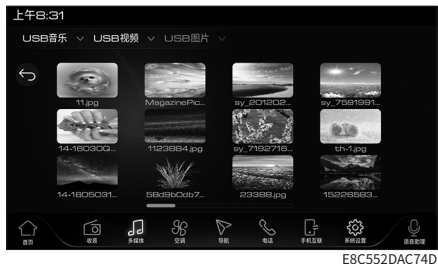 上午8:31
USB音乐 USB视频 USB图片
11.jpg MagazinePic... sy_201202... sy_7591991...
14-160300... 1123884.jpg sy_7192716... th-1.jpg
14-1605031... 58d9b0db7... 23388.jpg 15226583...
首页 收音 多媒体 空调 导航 电话 手机互联 系统设置 语音助理
E8C552DAC74D